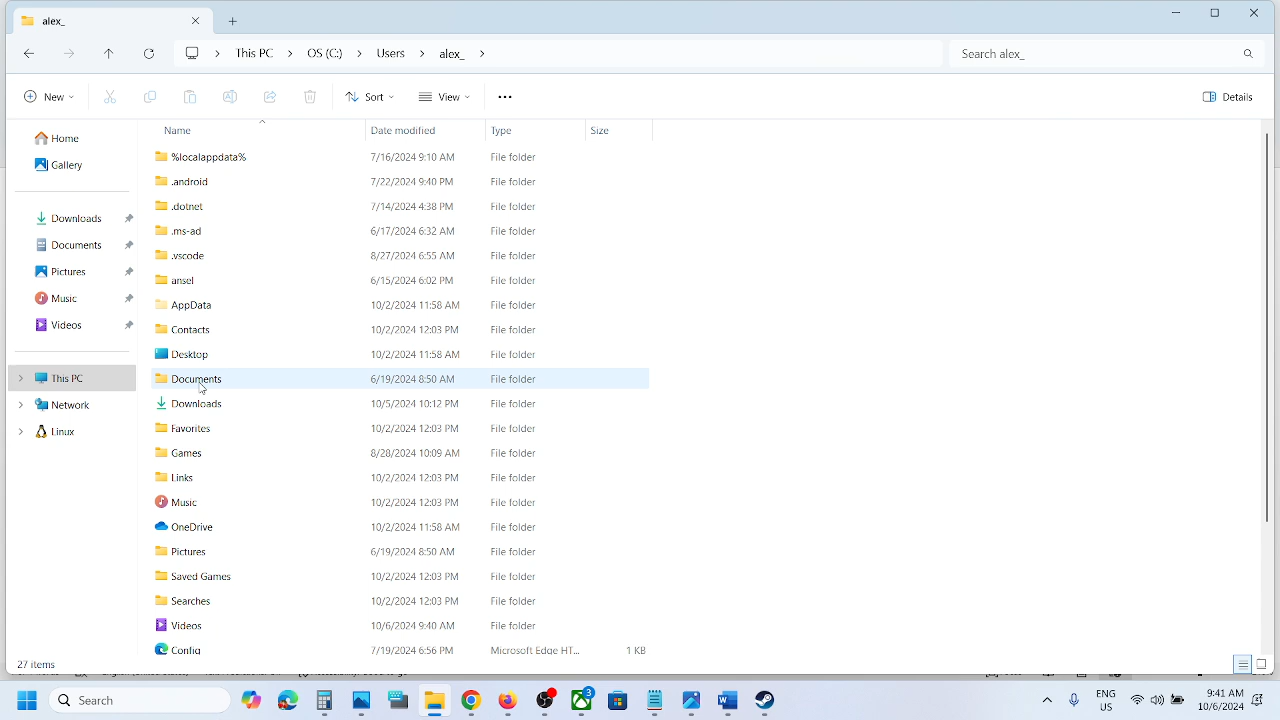 alex_
This PC > OS (C:) > Users > alex_ >
Search alex_
New
Sort
View
Details
Name Date modified Type Size
Home
Gallery
Downloads
Documents
Pictures
Music
Videos
This PC
Network
Linux
%localappdata% 7/16/2024 9:10 AM File folder
.android 7/22/2024 9:40 PM File folder
.dotnet 7/14/2024 4:38 PM File folder
.ms-ad 6/17/2024 6:32 AM File folder
.vscode 8/27/2024 6:55 AM File folder
ansel 6/15/2024 6:02 PM File folder
AppData 10/2/2024 11:58 AM File folder
Contacts 10/2/2024 12:03 PM File folder
Desktop 10/2/2024 11:58 AM File folder
Documents 6/19/2024 8:50 AM File folder
Downloads 10/5/2024 10:12 PM File folder
Favorites 10/2/2024 12:03 PM File folder
Games 8/28/2024 10:09 AM File folder
Links 10/2/2024 12:03 PM File folder
Music 10/2/2024 12:03 PM File folder
OneDrive 10/2/2024 11:58 AM File folder
Pictures 6/19/2024 8:50 AM File folder
Saved Games 10/2/2024 12:03 PM File folder
Searches 10/2/2024 12:03 PM File folder
Videos 10/6/2024 9:40 AM File folder
Config 7/19/2024 6:56 PM Microsoft Edge HT... 1 KB
27 items
Search
3
ENG
US
9:41 AM
10/6/2024